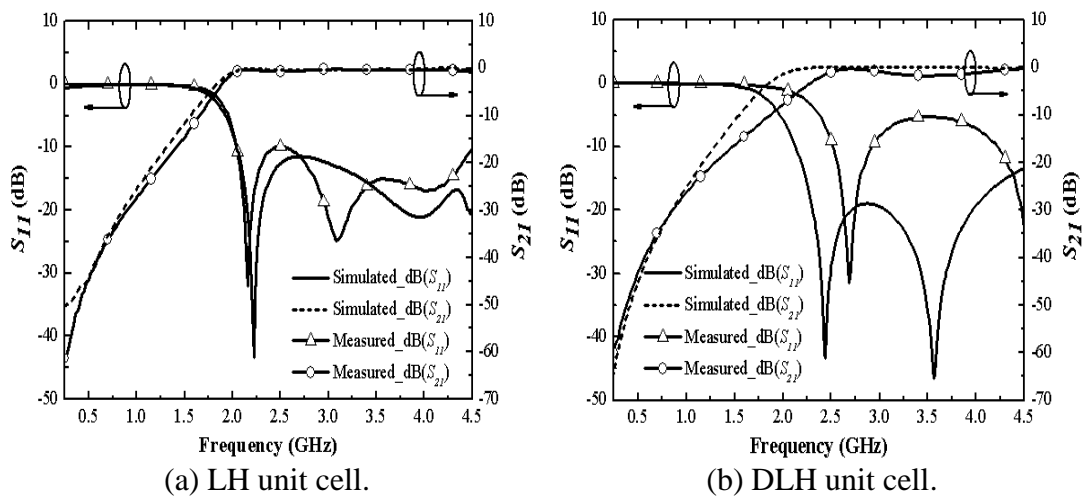 10
0
-10
-20
-30
-40
-50
S11 (dB)
10
0
-10
-20
-30
-40
-50
-60
-70
S21 (dB)
Simulated_dB(S11)
Simulated_dB(S21)
Measured_dB(S11)
Measured_dB(S21)
0.5 1.0 1.5 2.0 2.5 3.0 3.5 4.0 4.5
Frequency (GHz)
(a) LH unit cell.
10
0
-10
-20
-30
-40
-50
S11 (dB)
10
0
-10
-20
-30
-40
-50
-60
-70
S21 (dB)
Simulated_dB(S11)
Simulated_dB(S21)
Measured_dB(S11)
Measured_dB(S21)
0.5 1.0 1.5 2.0 2.5 3.0 3.5 4.0 4.5
Frequency (GHz)
(b) DLH unit cell.